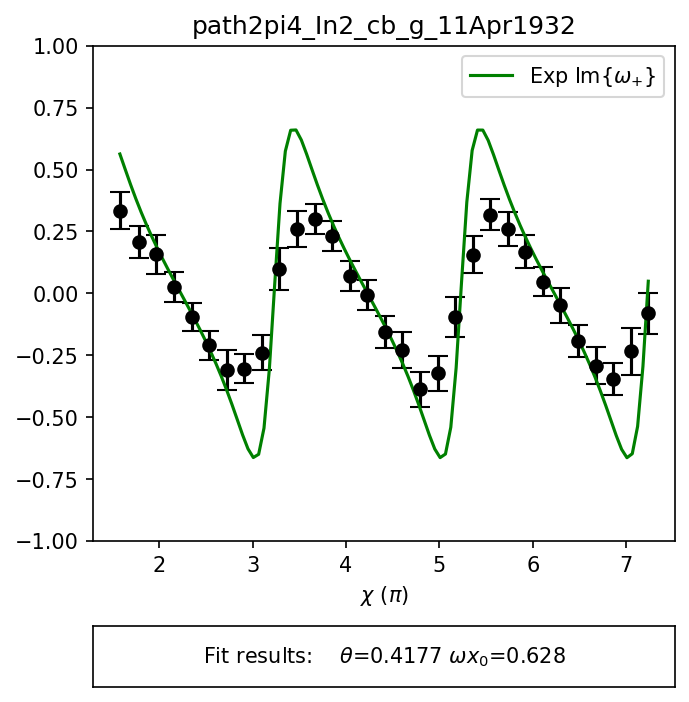 path2pi4_In2_cb_g_11Apr1932
Exp Im{ω₊}
1.00
0.75
0.50
0.25
0.00
−0.25
−0.50
−0.75
−1.00
2 3 4 5 6 7
χ (π)
Fit results: θ=0.4177 ωx₀=0.628